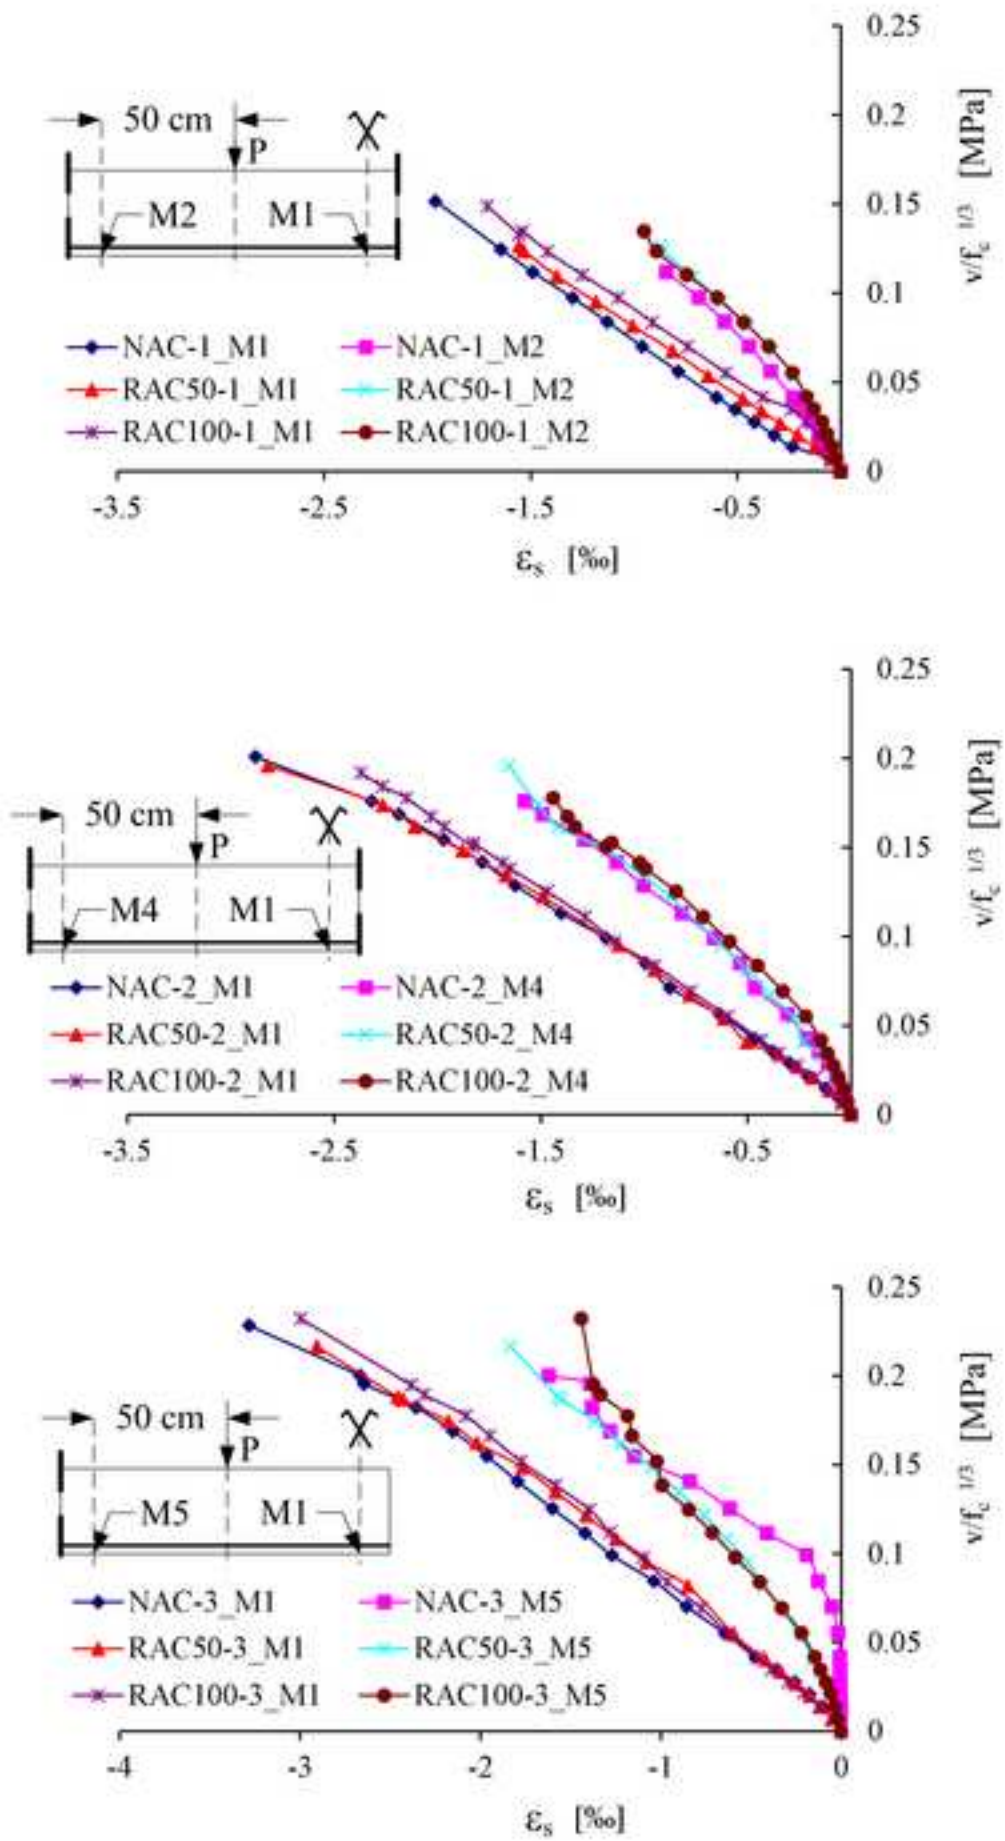 0.25
0.2
0.15
0.1
0.05
0
v/f_c^1/3 [MPa]
50 cm
P
M2 M1
NAC-1_M1 NAC-1_M2
RAC50-1_M1 RAC50-1_M2
RAC100-1_M1 RAC100-1_M2
-3.5 -2.5 -1.5 -0.5
ε_s [‰]
0.25
0.2
0.15
0.1
0.05
0
v/f_c^1/3 [MPa]
50 cm
P
M4 M1
NAC-2_M1 NAC-2_M4
RAC50-2_M1 RAC50-2_M4
RAC100-2_M1 RAC100-2_M4
-3.5 -2.5 -1.5 -0.5
ε_s [‰]
0.25
0.2
0.15
0.1
0.05
0
v/f_c^1/3 [MPa]
50 cm
P
M5 M1
NAC-3_M1 NAC-3_M5
RAC50-3_M1 RAC50-3_M5
RAC100-3_M1 RAC100-3_M5
-4 -3 -2 -1 0
ε_s [‰]